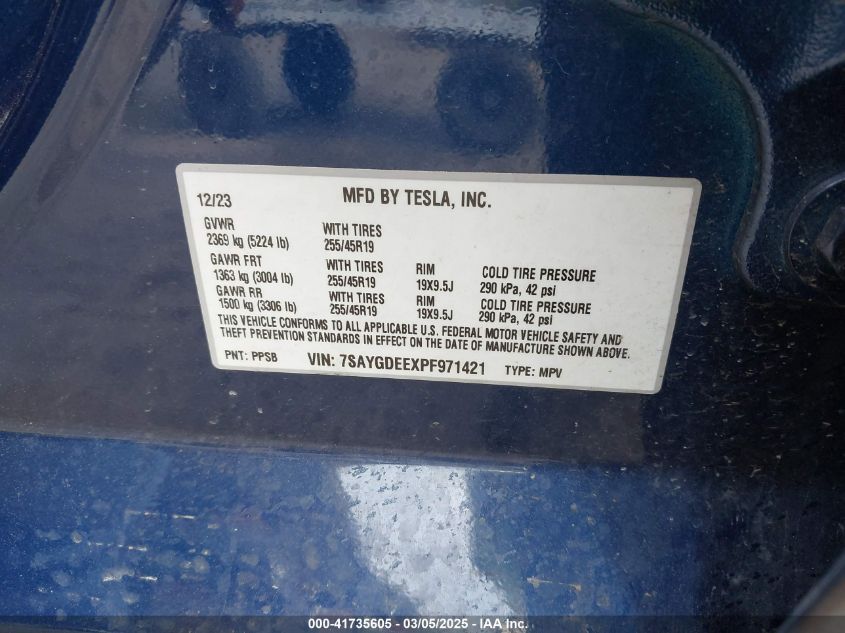 12/23 MFD BY TESLA, INC.
GVWR WITH TIRES
2369 kg (5224 lb) 255/45R19
GAWR FRT WITH TIRES RIM COLD TIRE PRESSURE
1363 kg (3004 lb) 255/45R19 19X9.5J 290 kPa, 42 psi
GAWR RR WITH TIRES RIM COLD TIRE PRESSURE
1500 kg (3306 lb) 255/45R19 19X9.5J 290 kPa, 42 psi
THIS VEHICLE CONFORMS TO ALL APPLICABLE U.S. FEDERAL MOTOR VEHICLE SAFETY AND
THEFT PREVENTION STANDARDS IN EFFECT ON THE DATE OF MANUFACTURE SHOWN ABOVE.
PNT: PPSB VIN: 7SAYGDEEXPF971421 TYPE: MPV
000-41735605 - 03/05/2025 - IAA Inc.